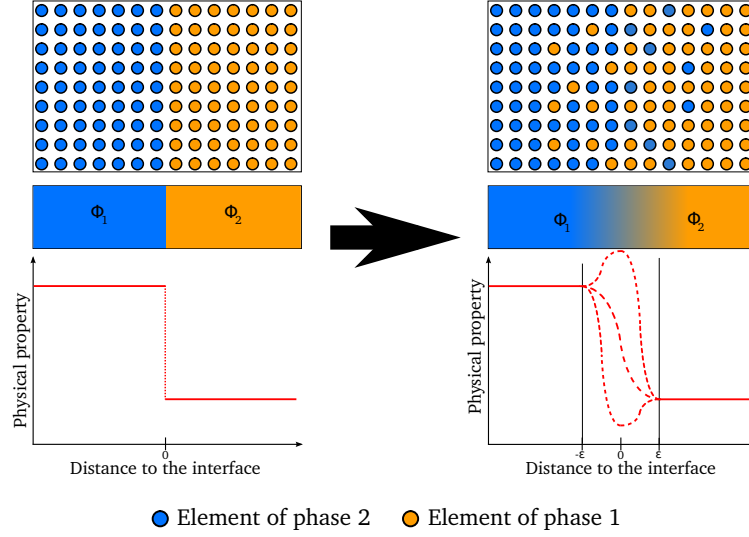 Φ1 Φ2 Φ1 Φ2
Physical property
0
Distance to the interface
Physical property
-ε 0 ε
Distance to the interface
Element of phase 2 Element of phase 1